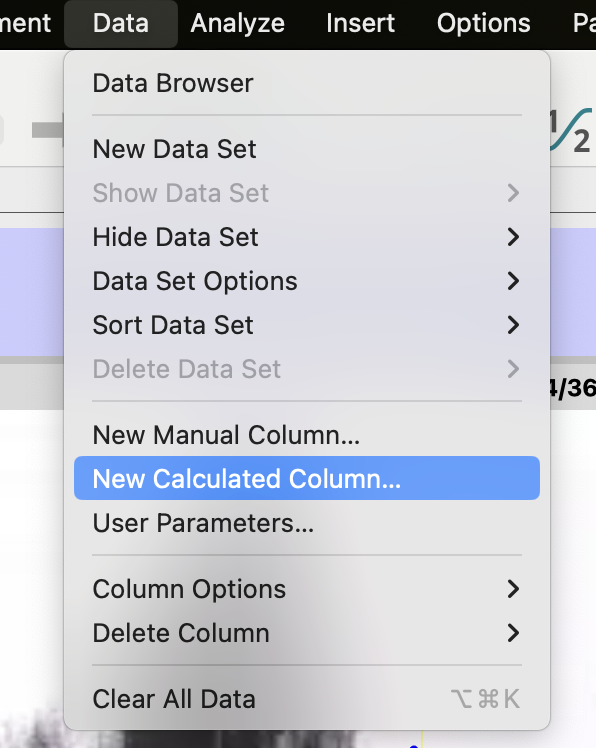 ment Data Analyze Insert Options Pa
Data Browser
1
2
New Data Set
Show Data Set
Hide Data Set
Data Set Options
Sort Data Set
Delete Data Set
4/36
New Manual Column...
New Calculated Column...
User Parameters...
Column Options
Delete Column
Clear All Data ⌥⌘K